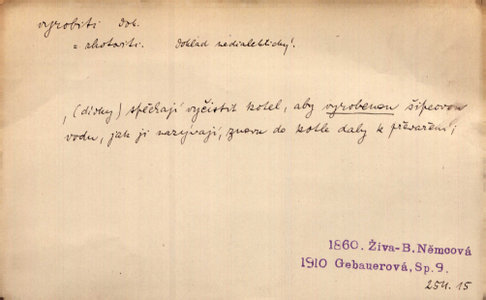 vyrobiti dok.
= zhotoviti. Doklad nedialektický!
, (dívky) spěchají vyčistit kotel, aby vyrobenou šípkovou
vodu, jak ji nazývají, znovu do kotle daly k převaření;
1860. Živa-B. Němcová
1910 Gebauerová, Sp. 9.
254. 15